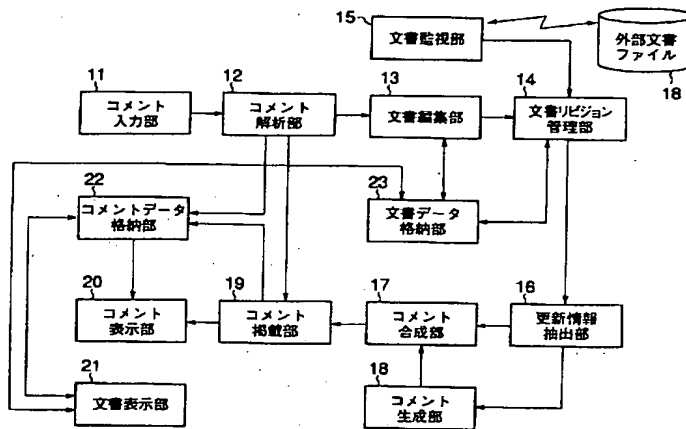 15
文書監視部
外部文書
ファイル
18
11
コメント
入力部
12
コメント
解析部
13
文書編集部
14
文書リビジョン
管理部
22
コメントデータ
格納部
23
文書データ
格納部
20
コメント
表示部
19
コメント
掲載部
17
コメント
合成部
16
更新情報
抽出部
21
文書表示部
18
コメント
生成部